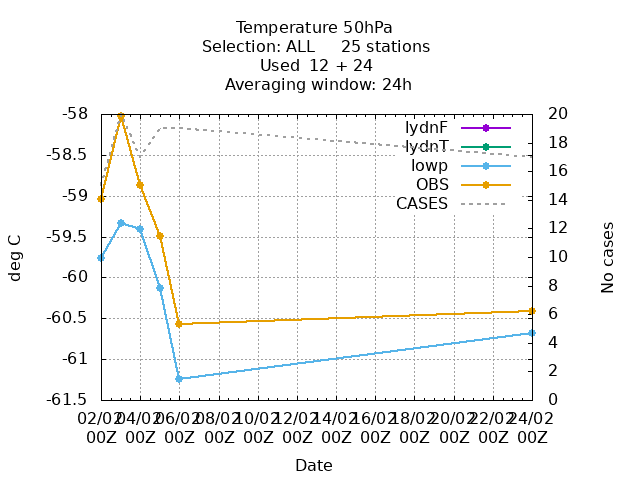 Temperature 50hPa
Selection: ALL 25 stations
Used 12 + 24
Averaging window: 24h
-58
-58.5
-59
-59.5
-60
-60.5
-61
-61.5
deg C
lydnF
lydnT
lowp
OBS
CASES
20
18
16
14
12
10
8
6
4
2
0
No cases
02/02 04/02 06/02 08/02 10/02 12/02 14/02 16/02 18/02 20/02 22/02 24/02
00Z 00Z 00Z 00Z 00Z 00Z 00Z 00Z 00Z 00Z 00Z 00Z
Date